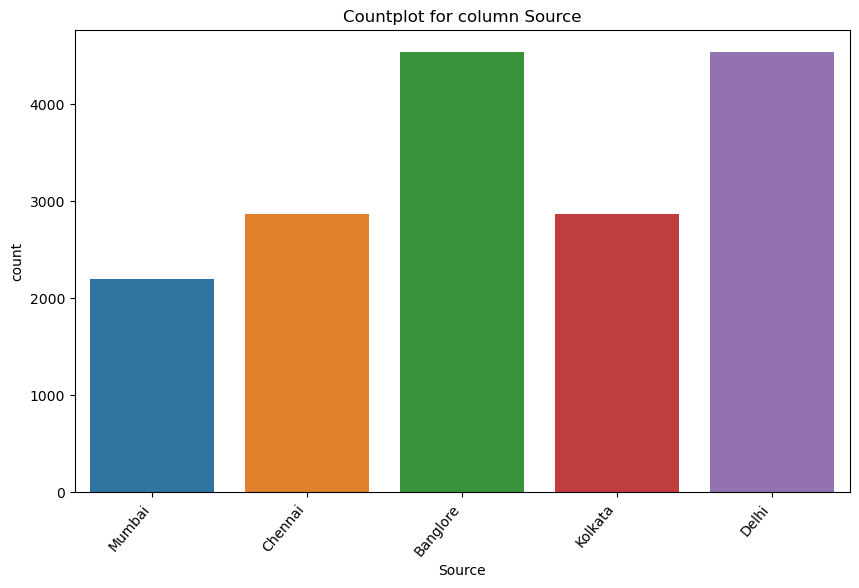 Countplot for column Source
count
4000
3000
2000
1000
0
Mumbai
Chennai
Banglore
Kolkata
Delhi
Source